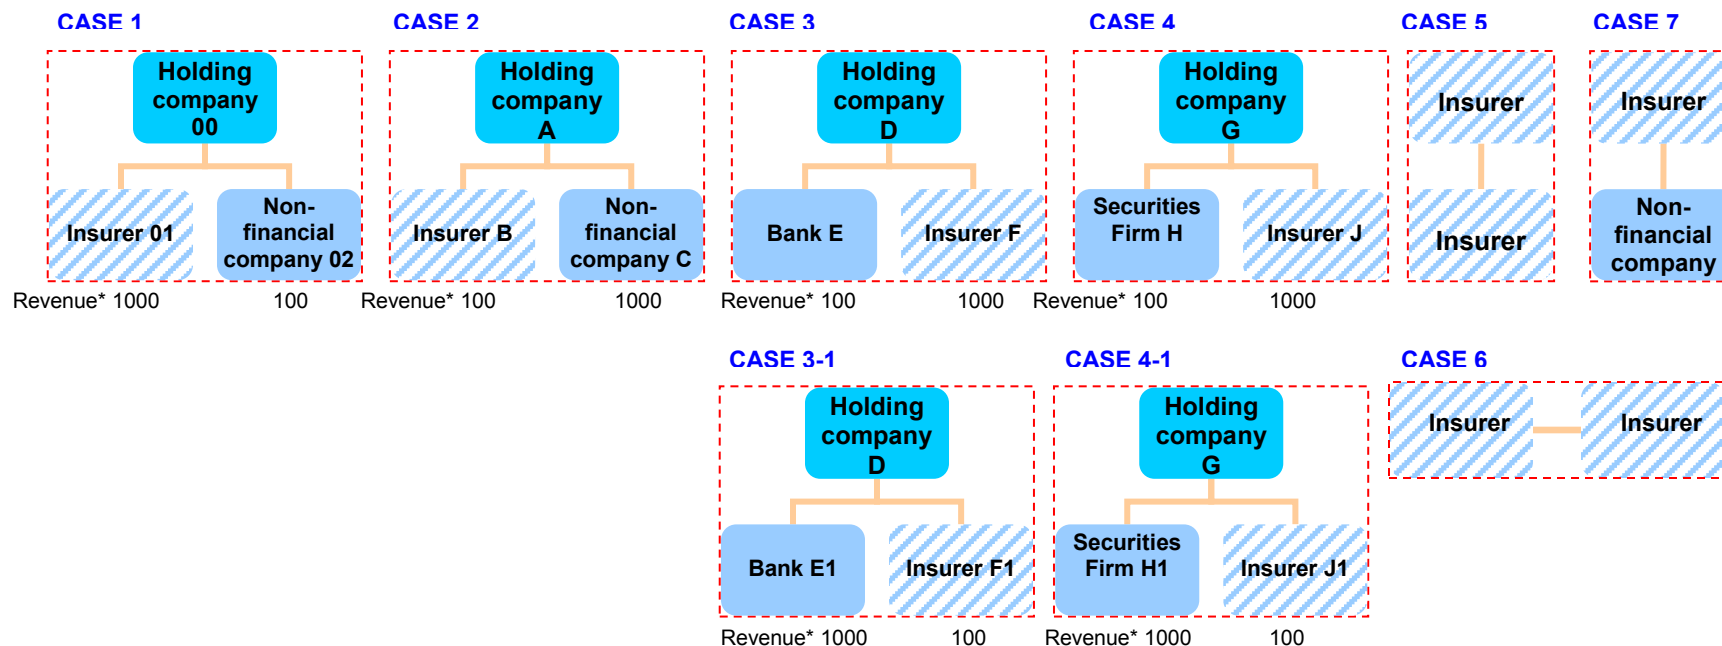 CASE 1
CASE 2
CASE 3
CASE 4
CASE 5
CASE 7
Holding
company
00
Holding
company
A
Holding
company
D
Holding
company
G
Insurer
Insurer
Insurer 01
Non-
financial
company 02
Insurer B
Non-
financial
company C
Bank E
Insurer F
Securities
Firm H
Insurer J
Insurer
Non-
financial
company
Revenue* 1000
100
Revenue* 100
1000
Revenue* 100
1000
Revenue* 100
1000
CASE 3-1
CASE 4-1
CASE 6
Holding
company
D
Holding
company
G
Insurer
Insurer
Bank E1
Insurer F1
Securities
Firm H1
Insurer J1
Revenue* 1000
100
Revenue* 1000
100